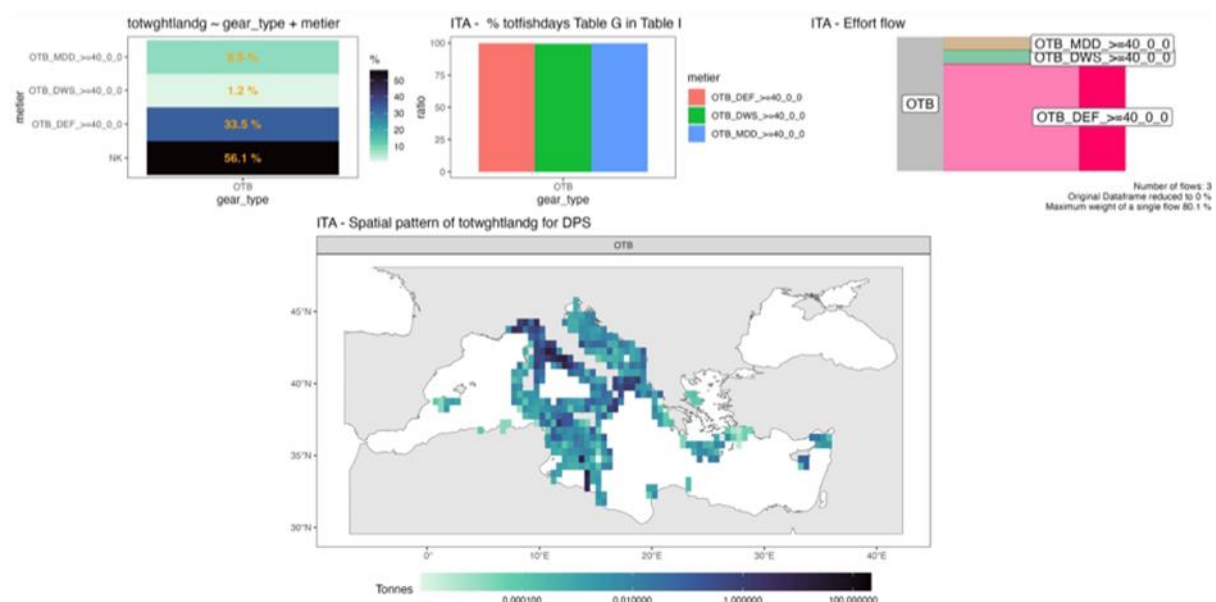 totwghtlandg ~ gear_type + metier
OTB_MDD_>=40_0_0
OTB_DWS_>=40_0_0
OTB_DEF_>=40_0_0
NK
metier
1.2 %
33.5 %
56.1 %
OTB
gear_type
%
50
40
30
20
10
ITA - % totfishdays Table G in Table I
100
75
50
25
0
ratio
OTB
gear_type
metier
OTB_DEF_>=40_0_0
OTB_DWS_>=40_0_0
OTB_MDD_>=40_0_0
ITA - Effort flow
OTB
OTB_MDD_>=40_0_0
OTB_DWS_>=40_0_0
OTB_DEF_>=40_0_0
Number of flows: 3
Original Dataframe reduced to 0 %
Maximum weight of a single flow 80.1 %
ITA - Spatial pattern of totwghtlandg for DPS
OTB
45°N
40°N
35°N
30°N
0°
10°E
20°E
30°E
40°E
Tonnes
0.000100
0.010000
1.000000
100.000000